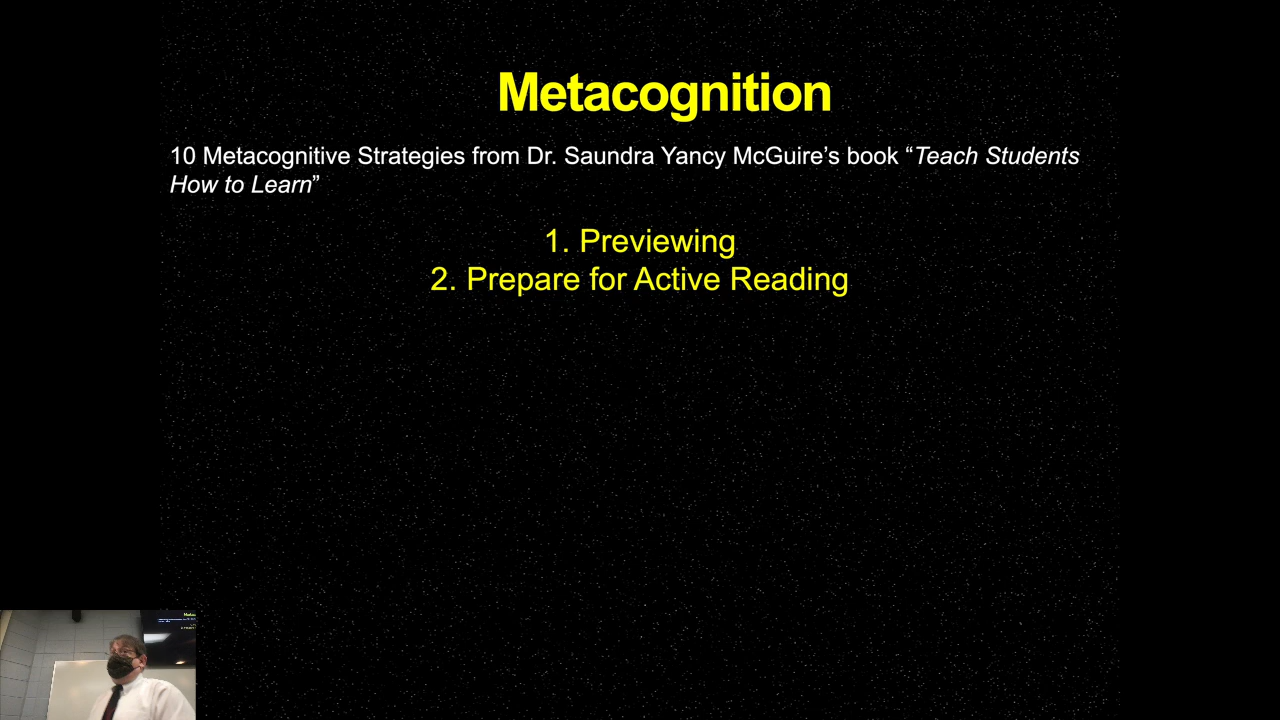 Metacognition
10 Metacognitive Strategies from Dr. Saundra Yancy McGuire’s book “Teach Students
How to Learn”
1. Previewing
2. Prepare for Active Reading